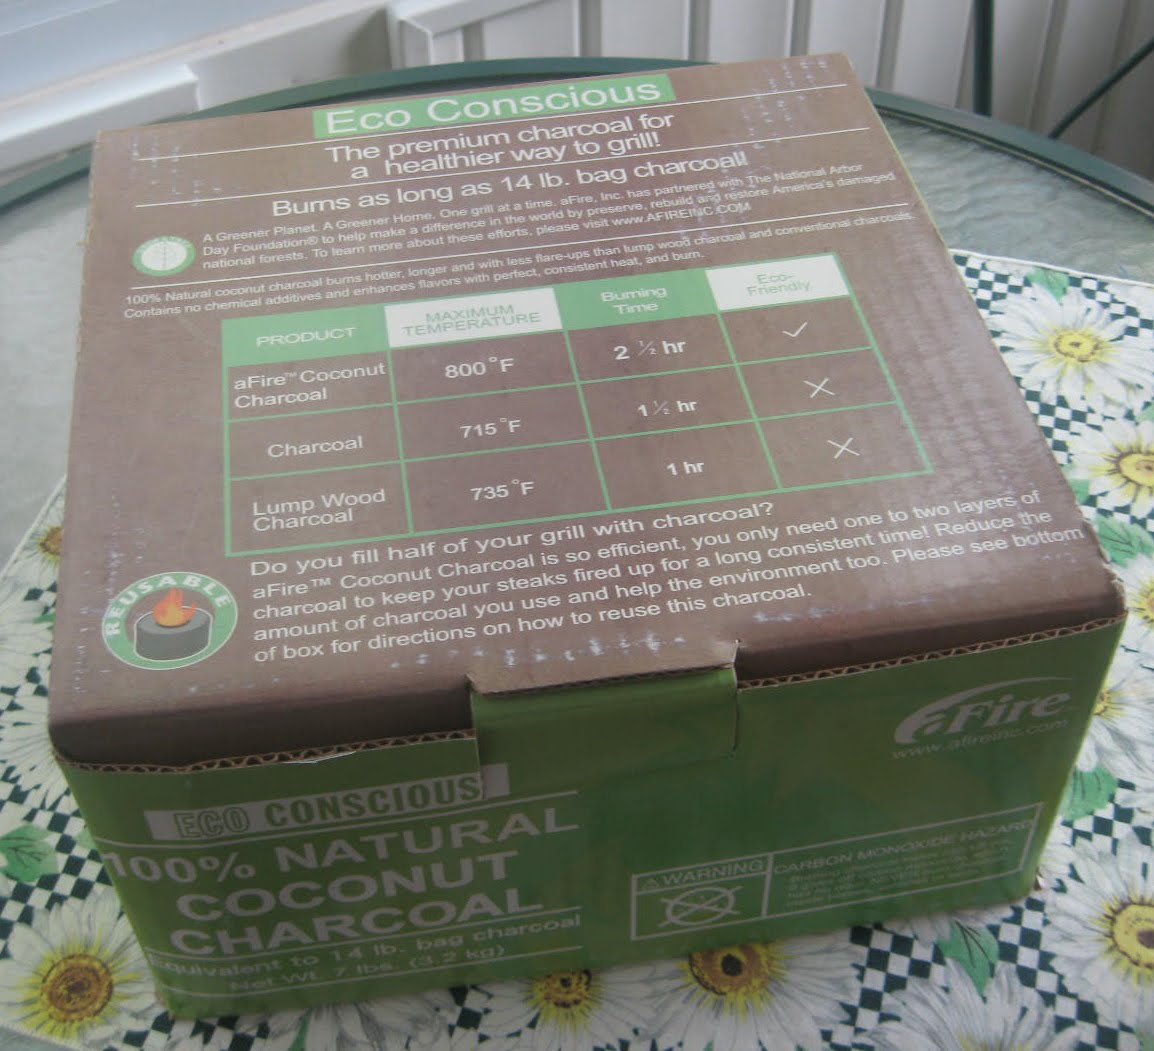 Eco Conscious
The premium charcoal for
a healthier way to grill!
Burns as long as 14 lb. bag charcoal!
A Greener Planet. A Greener Home. One grill at a time. aFire, Inc. has partnered with The National Arbor
Day Foundation® to help make a difference in the world by preserve, rebuild and restore America's damaged
national forests. To learn more about these efforts, please visit www.AFIREINC.COM
100% Natural coconut charcoal burns hotter, longer and with less flare-ups than lump wood charcoal and conventional charcoals.
Contains no chemical additives and enhances flavors with perfect, consistent heat, and burn.
PRODUCT MAXIMUM TEMPERATURE Burning Time Eco-Friendly
aFire™ Coconut Charcoal 800°F 2 ½ hr ✓
Charcoal 715°F 1 ½ hr ✕
Lump Wood Charcoal 735°F 1 hr ✕
Do you fill half of your grill with charcoal?
aFire™ Coconut Charcoal is so efficient, you only need one to two layers of
charcoal to keep your steaks fired up for a long consistent time! Reduce the
amount of charcoal you use and help the environment too. Please see bottom
of box for directions on how to reuse this charcoal.
REUSABLE
aFire
www.afireinc.com
ECO CONSCIOUS
100% NATURAL
COCONUT
CHARCOAL
Equivalent to 14 lb. bag charcoal
Net Wt. 7 lbs. (3.2 kg)
WARNING CARBON MONOXIDE HAZARD